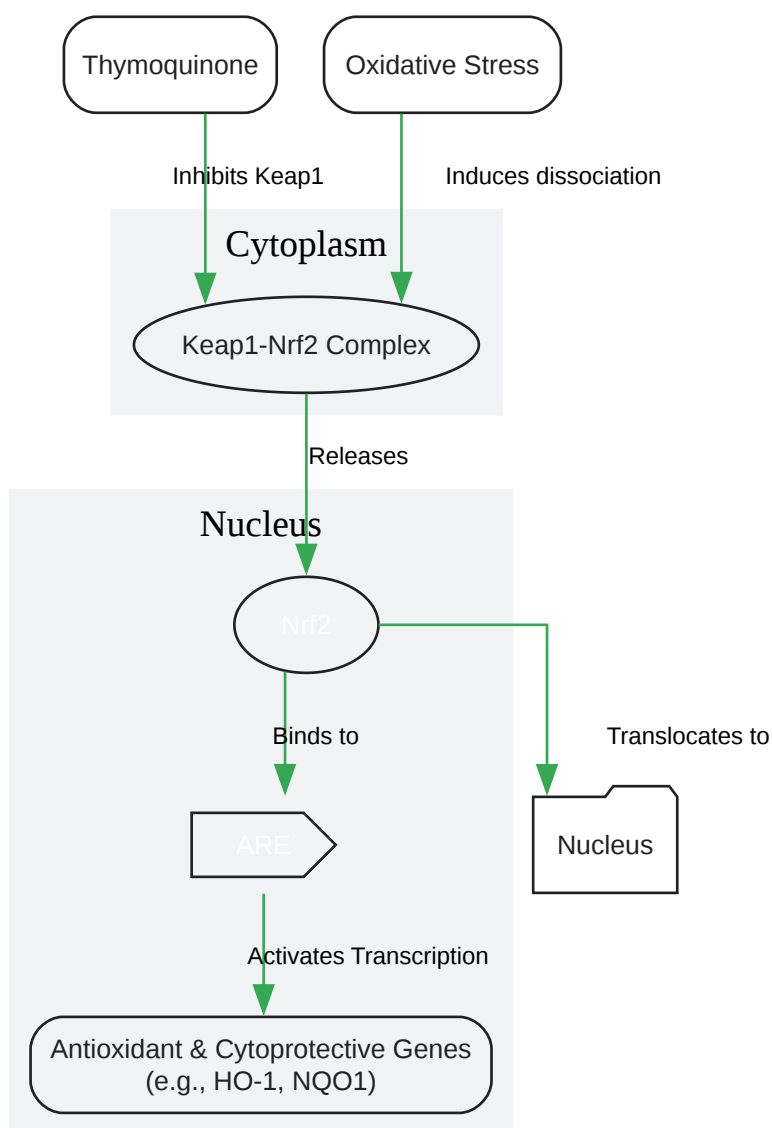 Thymoquinone
Oxidative Stress
Inhibits Keap1
Induces dissociation
Cytoplasm
Keap1-Nrf2 Complex
Releases
Nucleus
Nrf2
Binds to
Translocates to
ARE
Nucleus
Activates Transcription
Antioxidant & Cytoprotective Genes
(e.g., HO-1, NQO1)